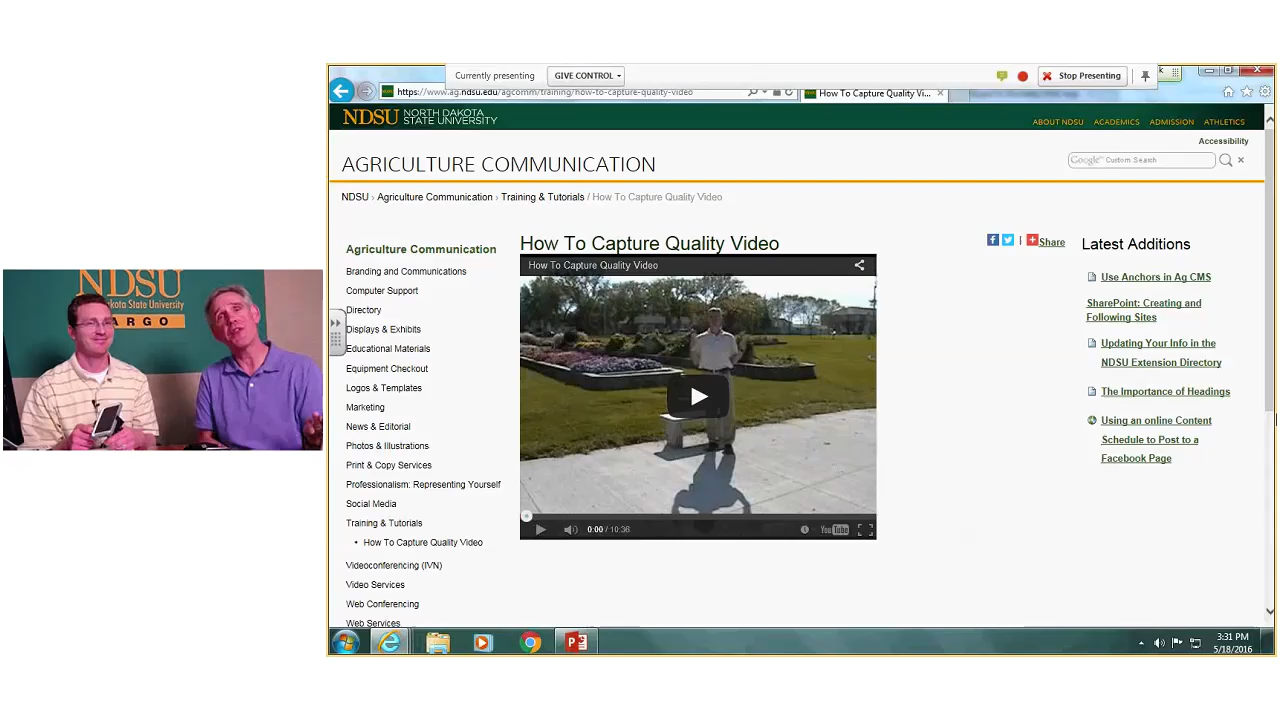 Currently presenting
GIVE CONTROL
Stop Presenting
https://www.ag.ndsu.edu/agcomm/training/how-to-capture-quality-video
How To Capture Quality Vi...
NDSU NORTH DAKOTA
STATE UNIVERSITY
ABOUT NDSU ACADEMICS ADMISSION ATHLETICS
Accessibility
AGRICULTURE COMMUNICATION
Google™ Custom Search
NDSU › Agriculture Communication › Training & Tutorials / How To Capture Quality Video
Agriculture Communication
Branding and Communications
Computer Support
Directory
Displays & Exhibits
Educational Materials
Equipment Checkout
Logos & Templates
Marketing
News & Editorial
Photos & Illustrations
Print & Copy Services
Professionalism: Representing Yourself
Social Media
Training & Tutorials
• How To Capture Quality Video
Videoconferencing (IVN)
Video Services
Web Conferencing
Web Services
How To Capture Quality Video
Share
How To Capture Quality Video
0:00 / 10:36
YouTube
Latest Additions
Use Anchors in Ag CMS
SharePoint: Creating and
Following Sites
Updating Your Info in the
NDSU Extension Directory
The Importance of Headings
Using an online Content
Schedule to Post to a
Facebook Page
NDSU
kota State University
ARGO
3:31 PM
5/18/2016